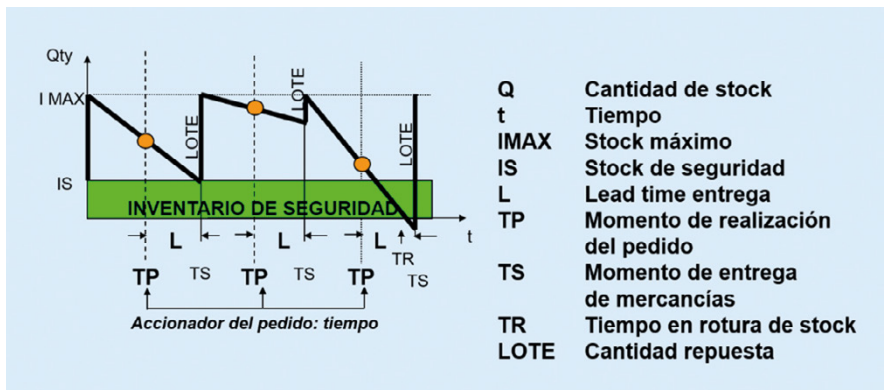 Qty
I MAX
LOTE
LOTE
LOTE
IS
INVENTARIO DE SEGURIDAD
L
L
L
t
TR
TP
TS
TP
TS
TP
TS
Accionador del pedido: tiempo
Q Cantidad de stock
t Tiempo
IMAX Stock máximo
IS Stock de seguridad
L Lead time entrega
TP Momento de realización
del pedido
TS Momento de entrega
de mercancías
TR Tiempo en rotura de stock
LOTE Cantidad repuesta